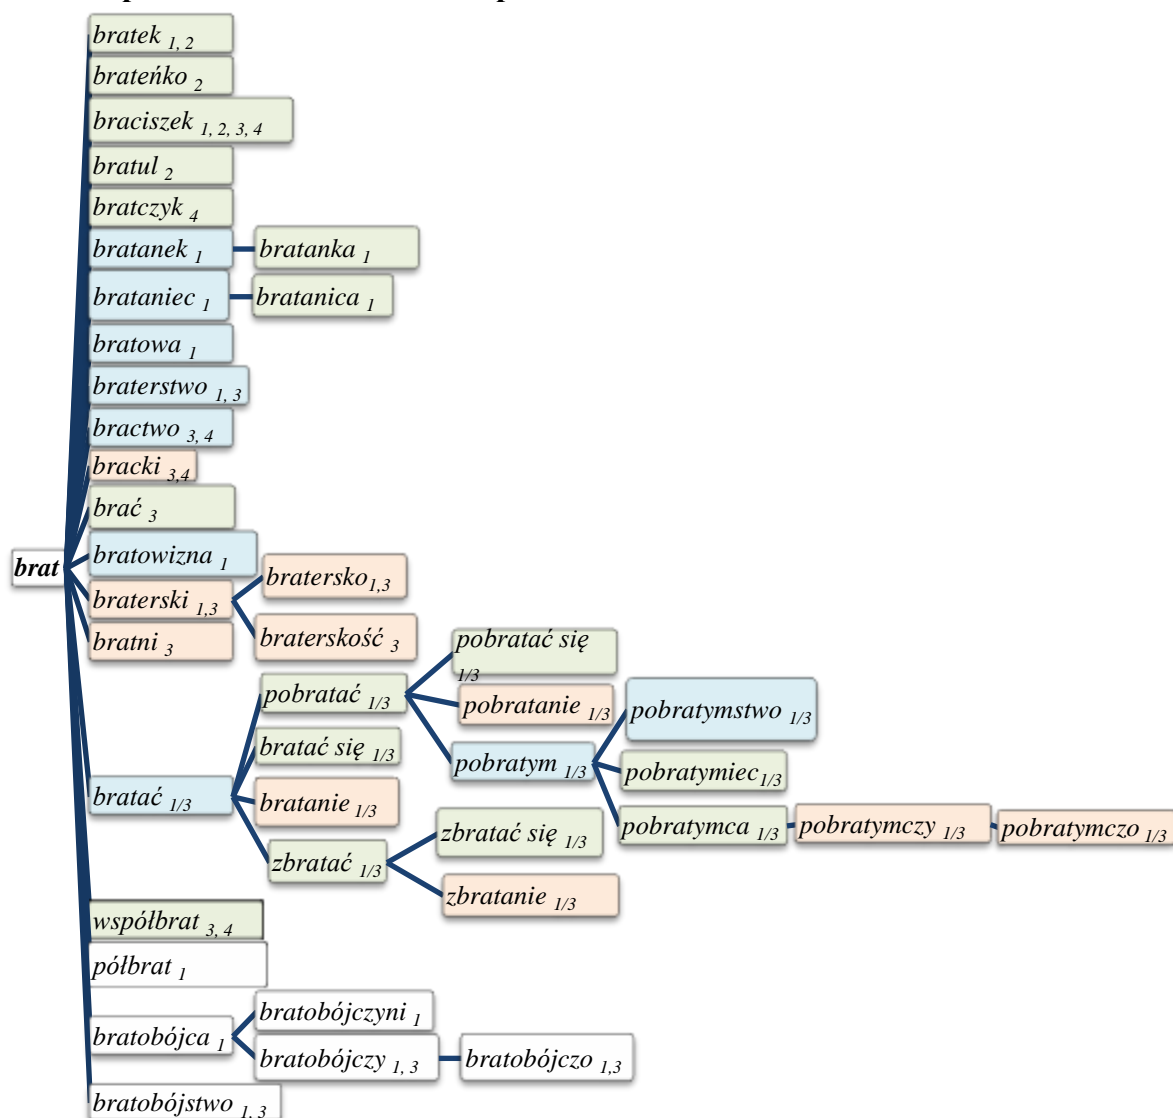 bratek 1, 2
brateńko 2
braciszek 1, 2, 3, 4
bratul 2
bratczyk 4
bratanek 1
bratanka 1
brataniec 1
bratanica 1
bratowa 1
braterstwo 1, 3
bractwo 3, 4
bracki 3,4
brać 3
bratowizna 1
brat
braterski 1,3
bratersko 1,3
braterskość 3
bratni 3
bratać 1/3
pobratać 1/3
pobratać się
1/3
pobratanie 1/3
pobratym 1/3
pobratymstwo 1/3
pobratymiec 1/3
pobratymca 1/3
pobratymczy 1/3
pobratymczo 1/3
bratać się 1/3
bratanie 1/3
zbratać 1/3
zbratać się 1/3
zbratanie 1/3
współbrat 3, 4
półbrat 1
bratobójca 1
bratobójczyni 1
bratobójczy 1, 3
bratobójczo 1,3
bratobójstwo 1, 3